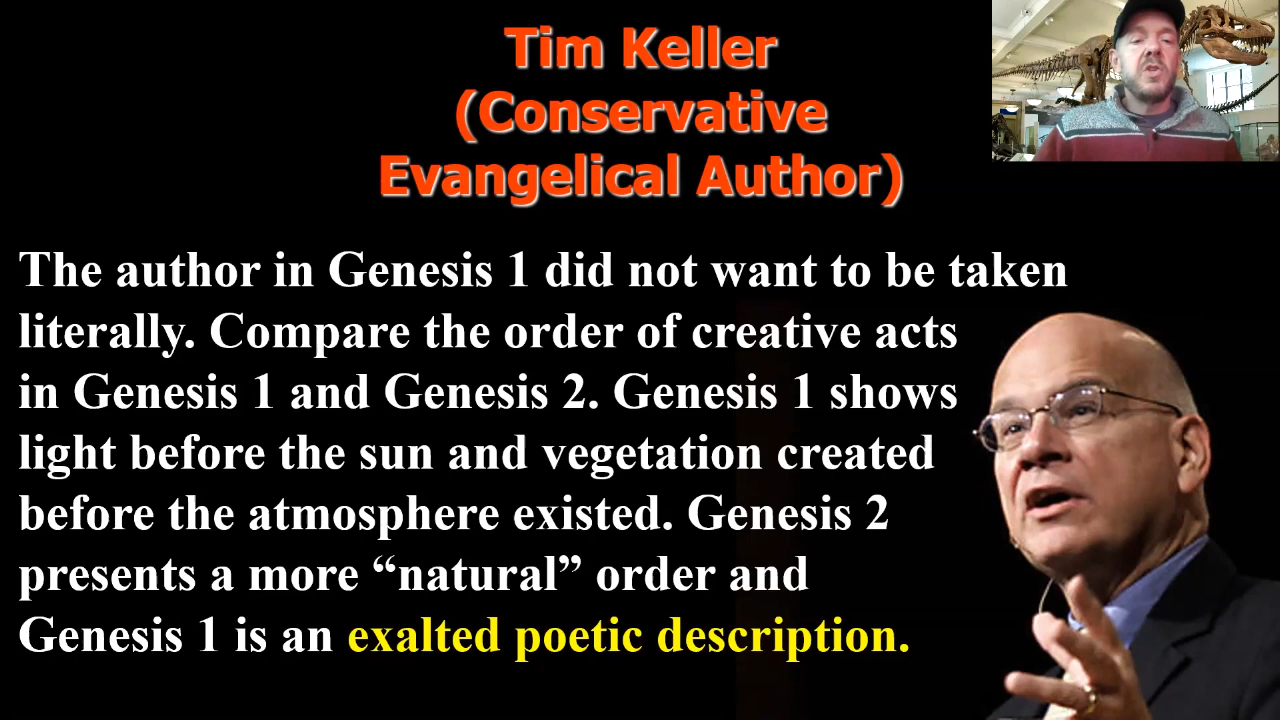 Tim Keller
(Conservative
Evangelical Author)
The author in Genesis 1 did not want to be taken
literally. Compare the order of creative acts
in Genesis 1 and Genesis 2. Genesis 1 shows
light before the sun and vegetation created
before the atmosphere existed. Genesis 2
presents a more “natural” order and
Genesis 1 is an exalted poetic description.